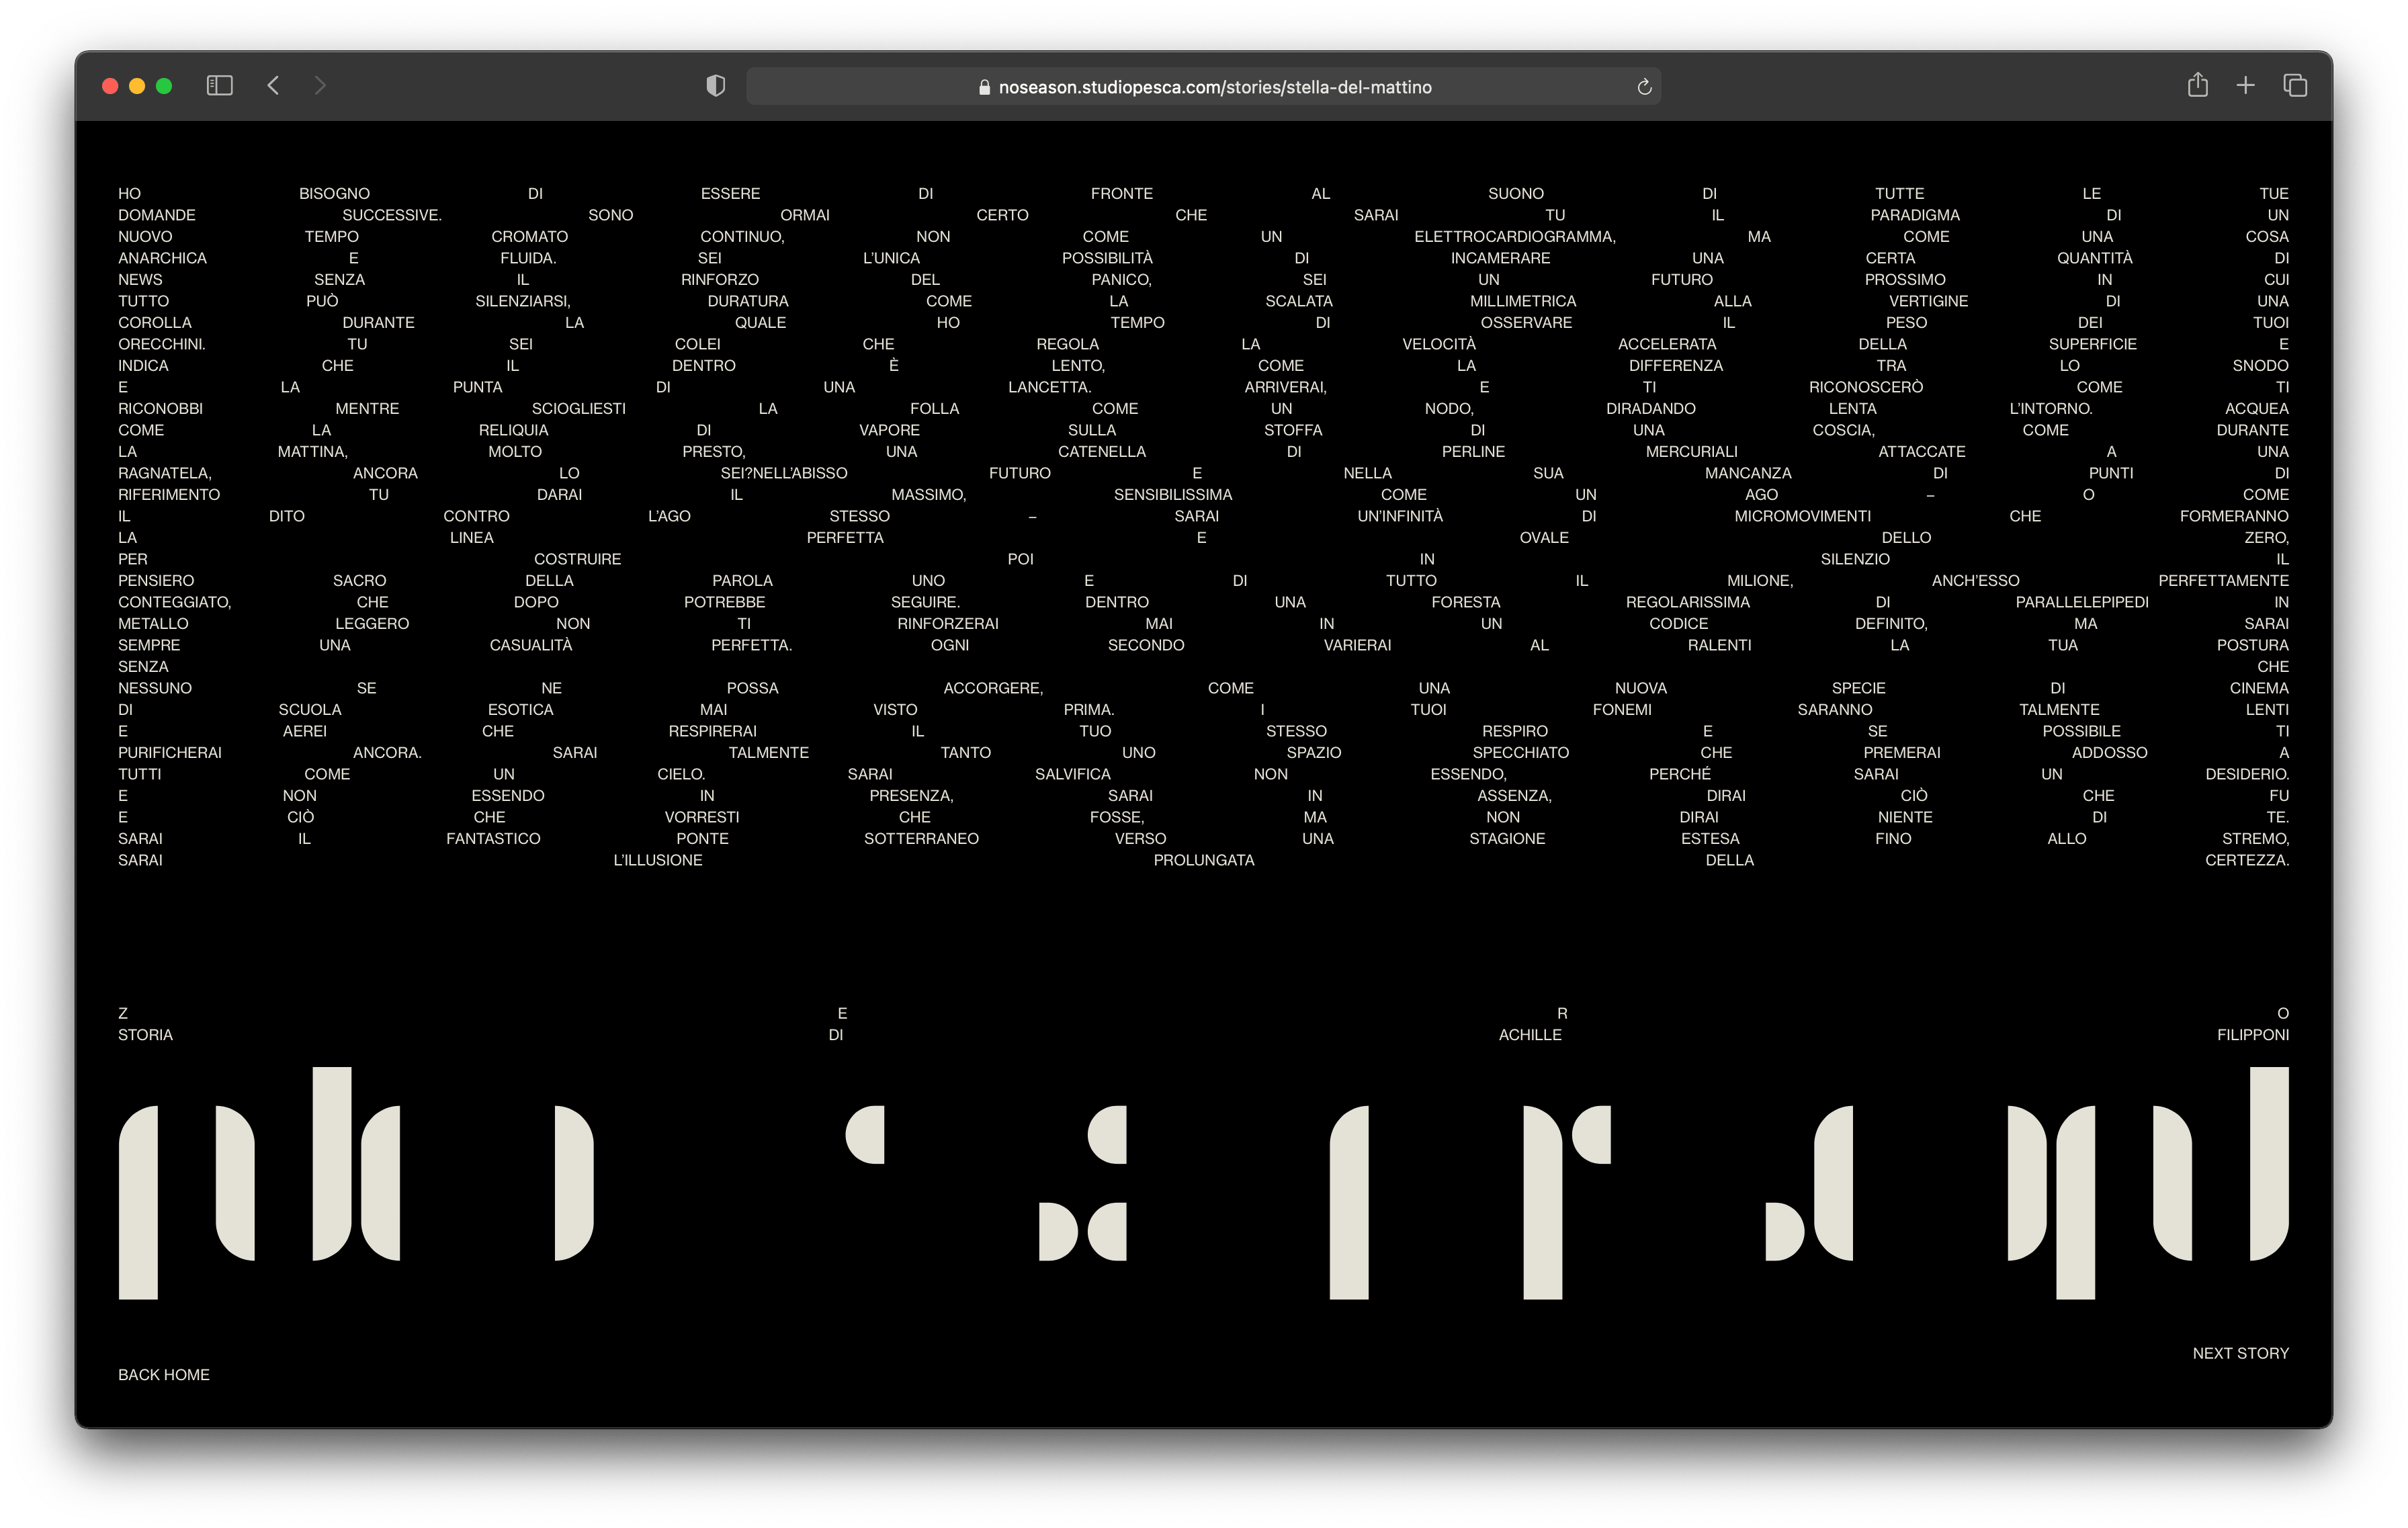 noseason.studiopesca.com/stories/stella-del-mattino
HO BISOGNO DI ESSERE DI FRONTE AL SUONO DI TUTTE LE TUE
DOMANDE SUCCESSIVE. SONO ORMAI CERTO CHE SARAI TU IL PARADIGMA DI UN
NUOVO TEMPO CROMATO CONTINUO, NON COME UN ELETTROCARDIOGRAMMA, MA COME UNA COSA
ANARCHICA E FLUIDA. SEI L'UNICA POSSIBILITÀ DI INCAMERARE UNA CERTA QUANTITÀ DI
NEWS SENZA IL RINFORZO DEL PANICO, SEI UN FUTURO PROSSIMO IN CUI
TUTTO PUÒ SILENZIARSI, DURATURA COME LA SCALATA MILLIMETRICA ALLA VERTIGINE DI UNA
COROLLA DURANTE LA QUALE HO TEMPO DI OSSERVARE IL PESO DEI TUOI
ORECCHINI. TU SEI COLEI CHE REGOLA LA VELOCITÀ ACCELERATA DELLA SUPERFICIE E
INDICA CHE IL DENTRO È LENTO, COME LA DIFFERENZA TRA LO SNODO
E LA PUNTA DI UNA LANCETTA. ARRIVERAI, E TI RICONOSCERÒ COME TI
RICONOBBI MENTRE SCIOGLIESTI LA FOLLA COME UN NODO, DIRADANDO LENTA L'INTORNO. ACQUEA
COME LA RELIQUIA DI VAPORE SULLA STOFFA DI UNA COSCIA, COME DURANTE
LA MATTINA, MOLTO PRESTO, UNA CATENELLA DI PERLINE MERCURIALI ATTACCATE A UNA
RAGNATELA, ANCORA LO SEI?NELL'ABISSO FUTURO E NELLA SUA MANCANZA DI PUNTI DI
RIFERIMENTO TU DARAI IL MASSIMO, SENSIBILISSIMA COME UN AGO – O COME
IL DITO CONTRO L'AGO STESSO – SARAI UN'INFINITÀ DI MICROMOVIMENTI CHE FORMERANNO
LA LINEA PERFETTA E OVALE DELLO ZERO,
PER COSTRUIRE POI IN SILENZIO IL
PENSIERO SACRO DELLA PAROLA UNO E DI TUTTO IL MILIONE, ANCH'ESSO PERFETTAMENTE
CONTEGGIATO, CHE DOPO POTREBBE SEGUIRE. DENTRO UNA FORESTA REGOLARISSIMA DI PARALLELEPIPEDI IN
METALLO LEGGERO NON TI RINFORZERAI MAI IN UN CODICE DEFINITO, MA SARAI
SEMPRE UNA CASUALITÀ PERFETTA. OGNI SECONDO VARIERAI AL RALENTI LA TUA POSTURA
SENZA CHE
NESSUNO SE NE POSSA ACCORGERE, COME UNA NUOVA SPECIE DI CINEMA
DI SCUOLA ESOTICA MAI VISTO PRIMA. I TUOI FONEMI SARANNO TALMENTE LENTI
E AEREI CHE RESPIRERAI IL TUO STESSO RESPIRO E SE POSSIBILE TI
PURIFICHERAI ANCORA. SARAI TALMENTE TANTO UNO SPAZIO SPECCHIATO CHE PREMERAI ADDOSSO A
TUTTI COME UN CIELO. SARAI SALVIFICA NON ESSENDO, PERCHÉ SARAI UN DESIDERIO.
E NON ESSENDO IN PRESENZA, SARAI IN ASSENZA, DIRAI CIÒ CHE FU
E CIÒ CHE VORRESTI CHE FOSSE, MA NON DIRAI NIENTE DI TE.
SARAI IL FANTASTICO PONTE SOTTERRANEO VERSO UNA STAGIONE ESTESA FINO ALLO STREMO,
SARAI L'ILLUSIONE PROLUNGATA DELLA CERTEZZA.
Z E R O
STORIA DI ACHILLE FILIPPONI
NEXT STORY
BACK HOME